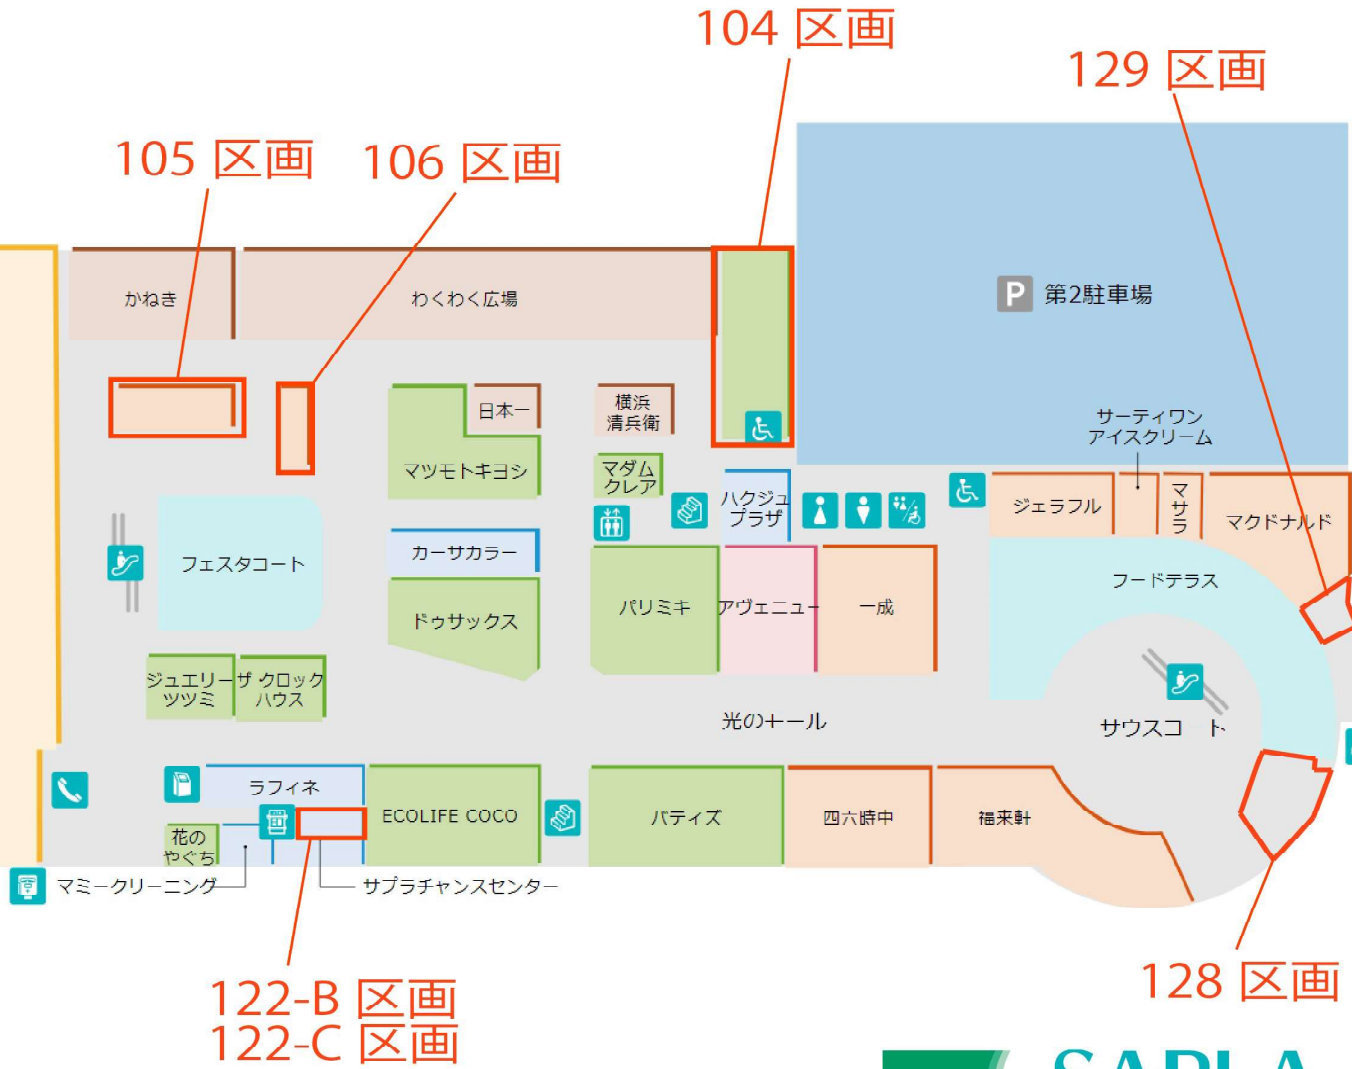 104 区画
129 区画
105 区画
106 区画
かねき
わくわく広場
P 第2駐車場
日本一
横浜
清兵衛
サーティワン
アイスクリーム
マツモトキヨシ
マダム
クレア
ハクジュ
プラザ
ジェラフル
マサラ
マクドナルド
フェスタコート
カーサカラー
フードテラス
ドゥサックス
パリミキ
アヴェニュー
一成
ジュエリー
ツツミ
ザ クロック
ハウス
光のモール
サウスコート
ラフィネ
ECOLIFE COCO
パティズ
四六時中
福来軒
花の
やぐち
マミークリーニング
サプラチャンスセンター
122-B 区画
122-C 区画
128 区画
SAPLA